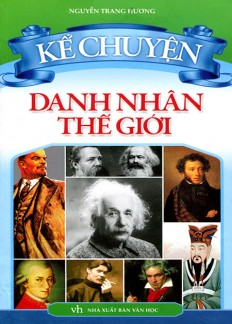 NGUYỄN TRANG HƯƠNG
KỂ CHUYỆN
DANH NHÂN
THẾ GIỚI
vh NHÀ XUẤT BẢN VĂN HỌC